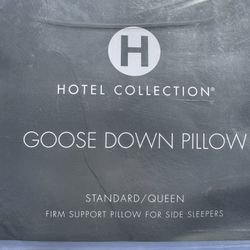 H
HOTEL COLLECTION®
GOOSE DOWN PILLOW
STANDARD/QUEEN
FIRM SUPPORT PILLOW FOR SIDE SLEEPERS